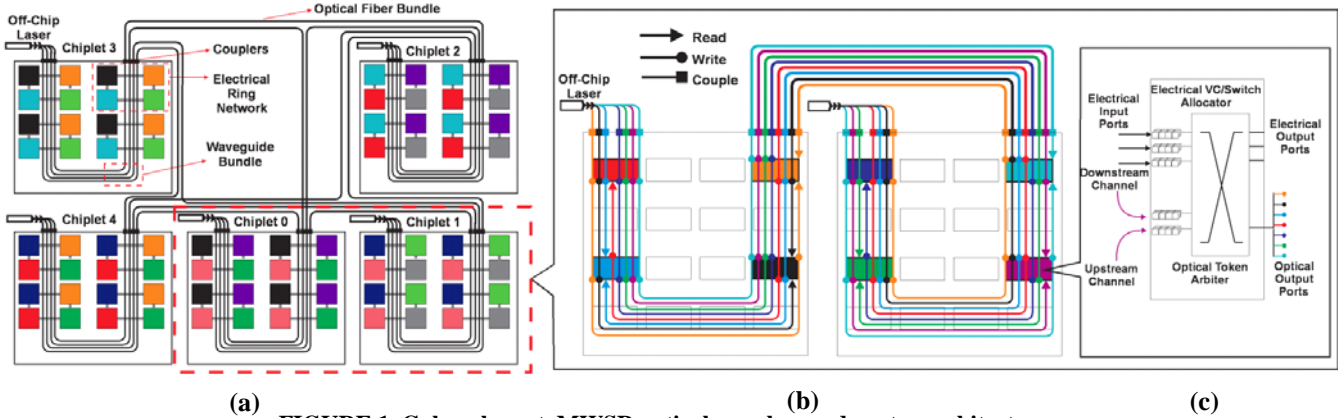 Optical Fiber Bundle
Off-Chip
Laser
Chiplet 3
Couplers
Electrical
Ring
Network
Waveguide
Bundle
Chiplet 2
Chiplet 4
Chiplet 0
Chiplet 1
(a)
Read
Write
Couple
Off-Chip
Laser
(b)
Electrical VC/Switch
Allocator
Electrical
Input
Ports
Electrical
Output
Ports
Downstream
Channel
Upstream
Channel
Optical Token
Arbiter
Optical
Output
Ports
(c)